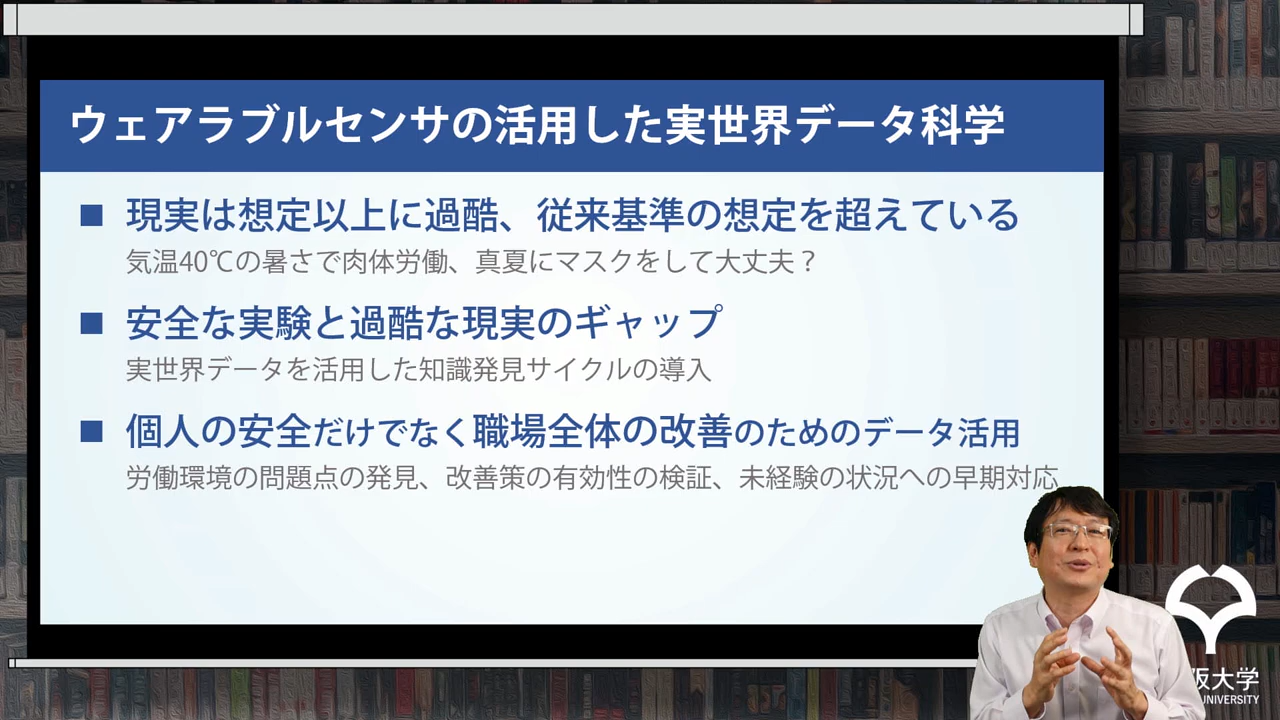 ウェアラブルセンサの活用した実世界データ科学
■ 現実は想定以上に過酷、従来基準の想定を超えている
気温40℃の暑さで肉体労働、真夏にマスクをして大丈夫？
■ 安全な実験と過酷な現実のギャップ
実世界データを活用した知識発見サイクルの導入
■ 個人の安全だけでなく職場全体の改善のためのデータ活用
労働環境の問題点の発見、改善策の有効性の検証、未経験の状況への早期対応
阪大学
UNIVERSITY